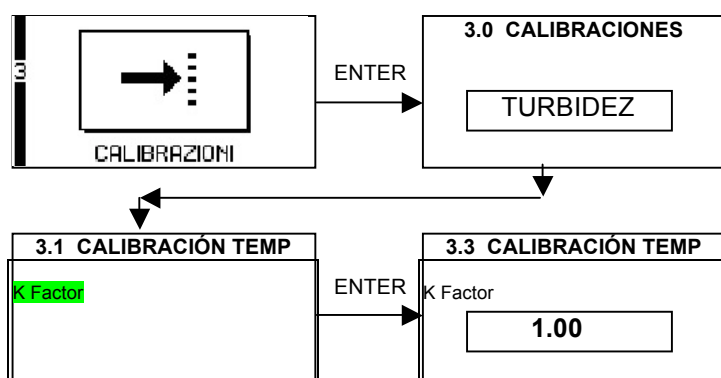 3
CALIBRAZIONI
ENTER
3.0 CALIBRACIONES
TURBIDEZ
3.1 CALIBRACIÓN TEMP
K Factor
ENTER
3.3 CALIBRACIÓN TEMP
K Factor
1.00